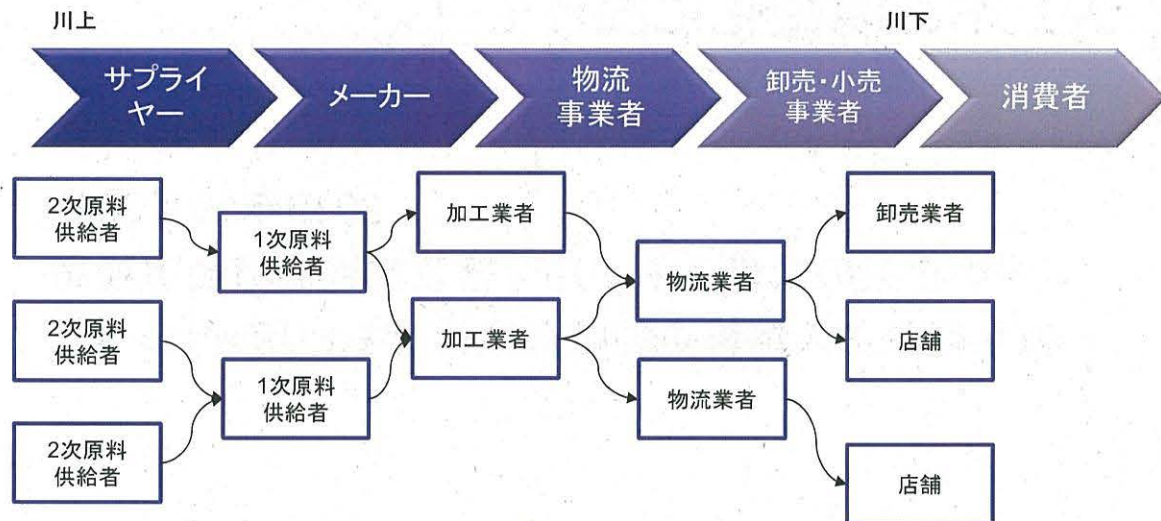 川上
川下
サプライ
ヤー
メーカー
物流
事業者
卸売・小売
事業者
消費者
2次原料
供給者
2次原料
供給者
2次原料
供給者
1次原料
供給者
1次原料
供給者
加工業者
加工業者
物流業者
物流業者
卸売業者
店舗
店舗